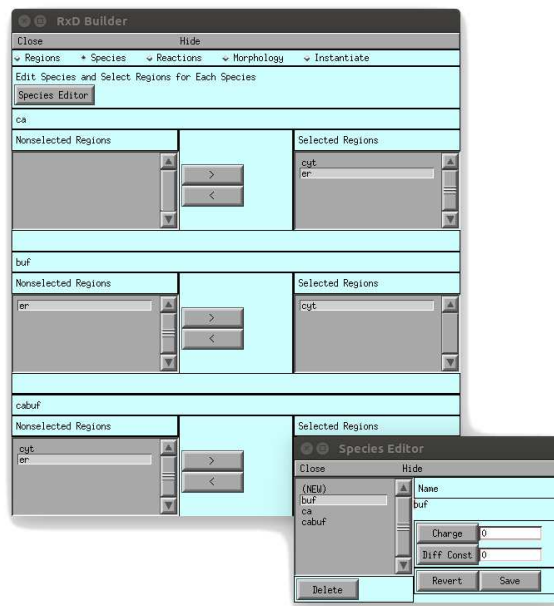 RxD Builder
Close Hide
Regions Species Reactions Morphology Instantiate
Edit Species and Select Regions for Each Species
Species Editor
ca
Nonselected Regions Selected Regions
cyt
er
>
<
buf
Nonselected Regions Selected Regions
er cyt
>
<
cabuf
Nonselected Regions Selected Regions
cyt
er
>
<
Species Editor
Close Hide
(NEW)
buf
ca
cabuf
Name
buf
Charge 0
Diff Const 0
Revert Save
Delete